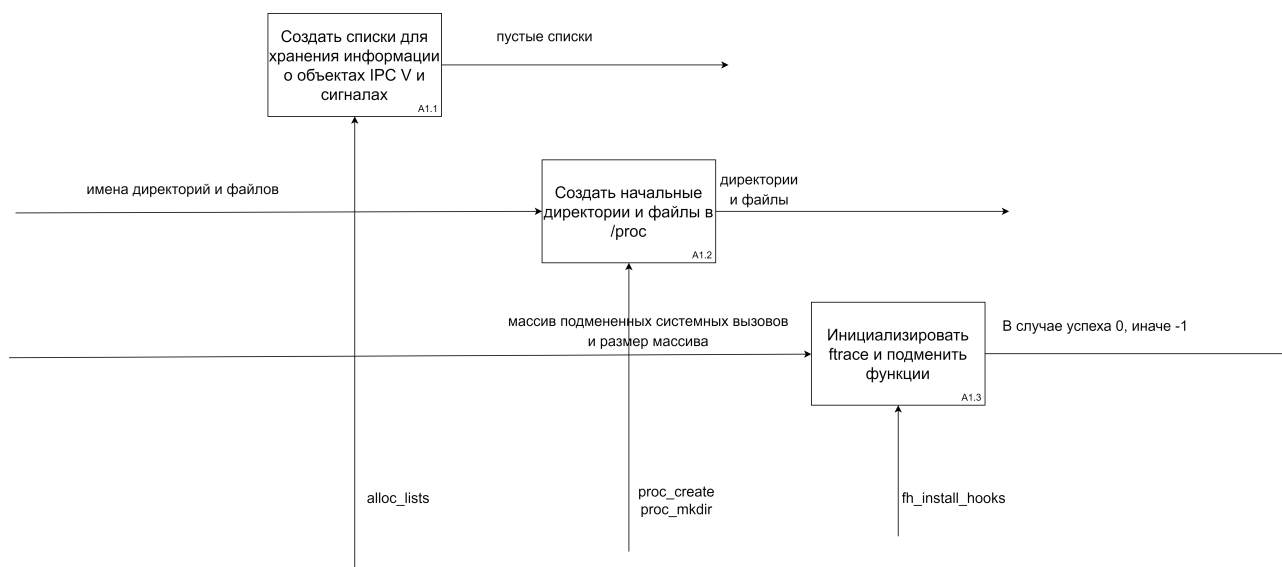 Создать списки для
хранения информации
о объектах IPC V и
сигналах
A1.1
пустые списки
имена директорий и файлов
Создать начальные
директории и файлы в
/proc
A1.2
директории
и файлы
массив подмененных системных вызовов
и размер массива
Инициализировать
ftrace и подменить
функции
A1.3
В случае успеха 0, иначе -1
alloc_lists
proc_create
proc_mkdir
fh_install_hooks